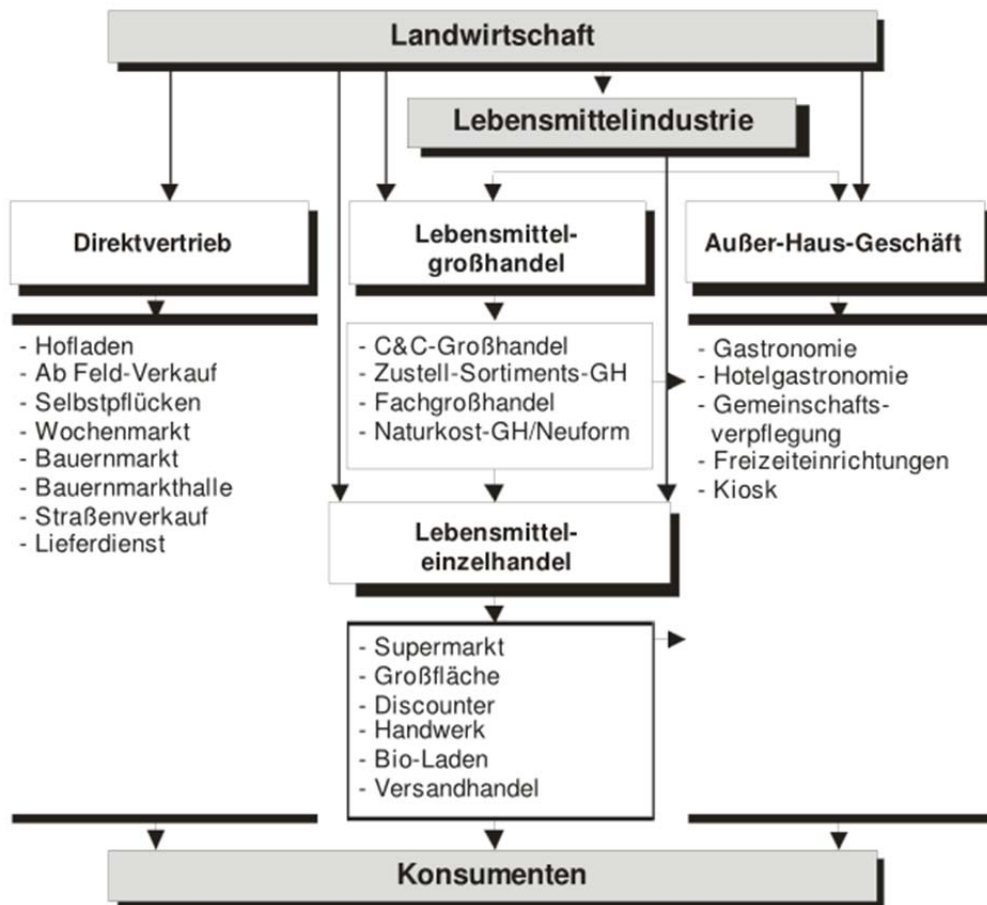 Landwirtschaft
Lebensmittelindustrie
Direktvertrieb
Lebensmittel-
großhandel
Außer-Haus-Geschäft
- Hofladen
- Ab Feld-Verkauf
- Selbstpflücken
- Wochenmarkt
- Bauernmarkt
- Bauernmarkthalle
- Straßenverkauf
- Lieferdienst
- C&C-Großhandel
- Zustell-Sortiments-GH
- Fachgroßhandel
- Naturkost-GH/Neuform
- Gastronomie
- Hotelgastronomie
- Gemeinschafts-
verpflegung
- Freizeiteinrichtungen
- Kiosk
Lebensmittel-
einzelhandel
- Supermarkt
- Großfläche
- Discounter
- Handwerk
- Bio-Laden
- Versandhandel
Konsumenten